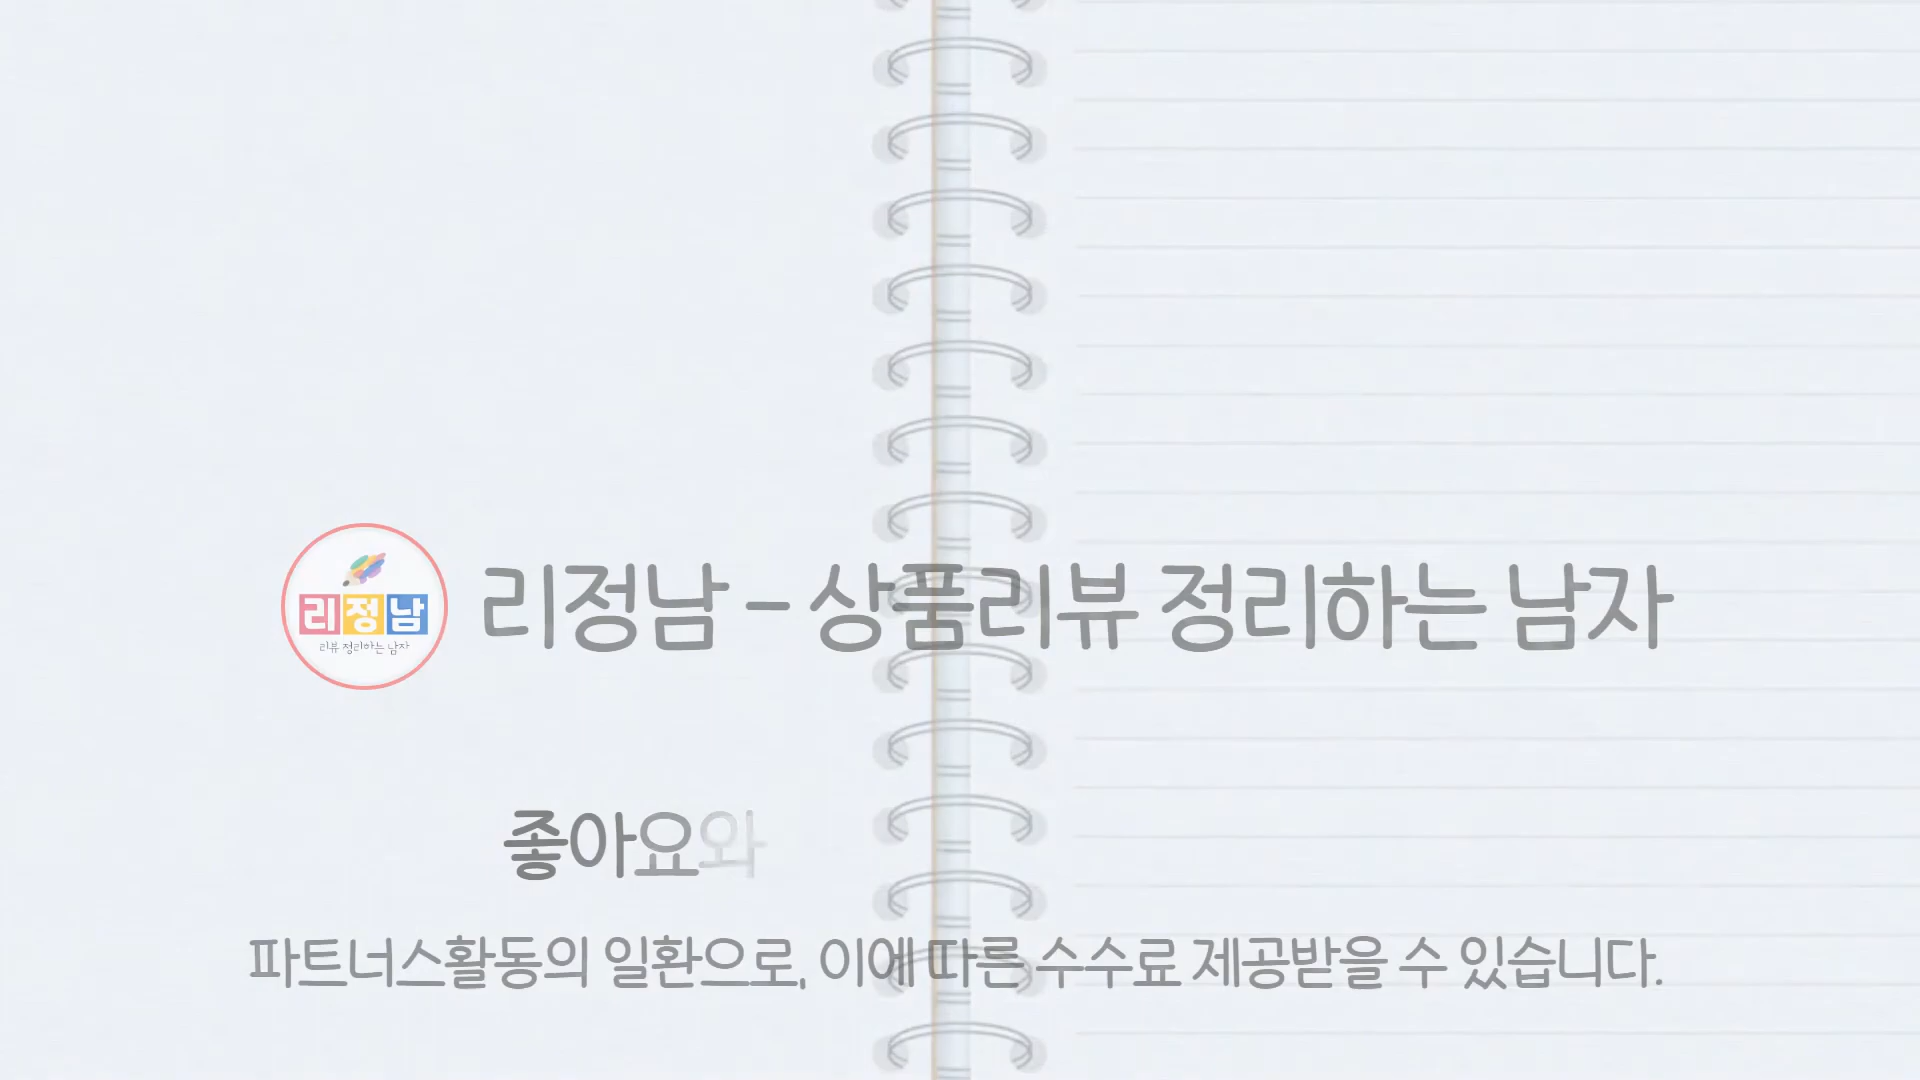 리정남
리뷰 정리하는 남자
리정남 - 상품리뷰 정리하는 남자
좋아요와
파트너스활동의 일환으로, 이에 따른 수수료 제공받을 수 있습니다.